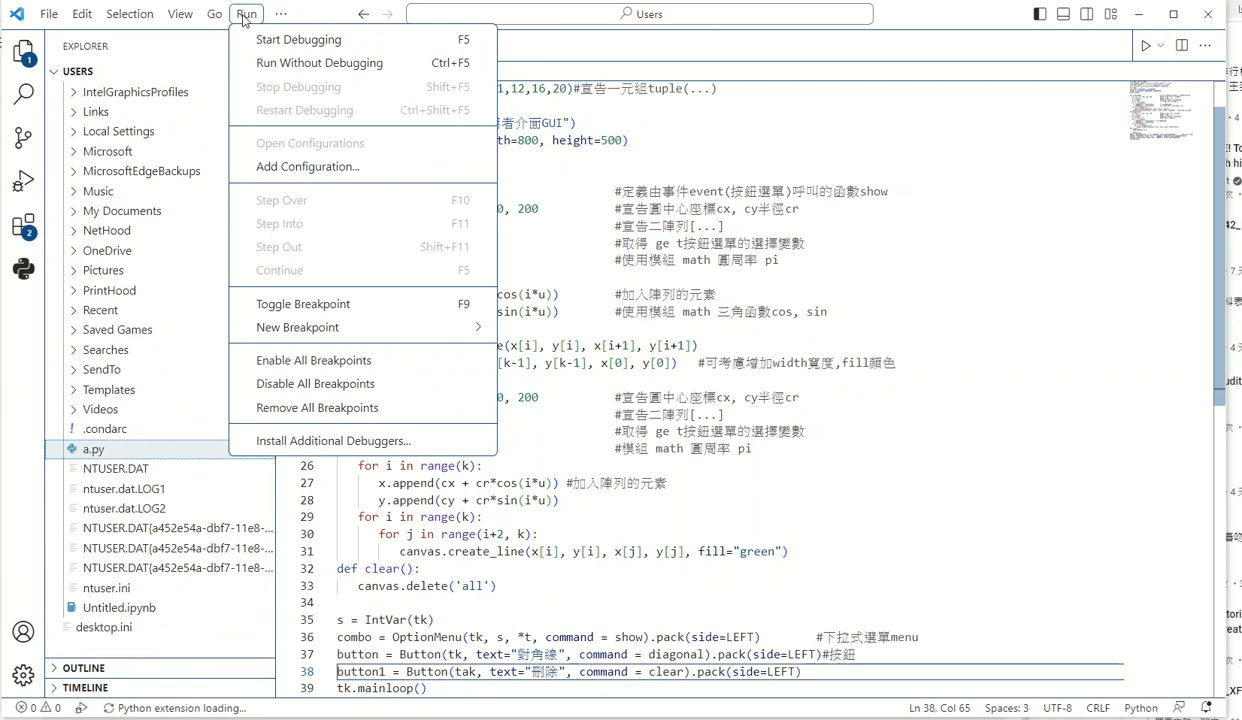 File Edit Selection View Go Run ··· Users
EXPLORER
USERS
IntelGraphicsProfiles
Links
Local Settings
Microsoft
MicrosoftEdgeBackups
Music
My Documents
NetHood
OneDrive
Pictures
PrintHood
Recent
Saved Games
Searches
SendTo
Templates
Videos
.condarc
a.py
NTUSER.DAT
ntuser.dat.LOG1
ntuser.dat.LOG2
NTUSER.DAT{a452e54a-dbf7-11e8-...
NTUSER.DAT{a452e54a-dbf7-11e8-...
NTUSER.DAT{a452e54a-dbf7-11e8-...
ntuser.ini
Untitled.ipynb
desktop.ini
OUTLINE
TIMELINE
1
2
Start Debugging F5
Run Without Debugging Ctrl+F5
Stop Debugging Shift+F5
Restart Debugging Ctrl+Shift+F5
Open Configurations
Add Configuration...
Step Over F10
Step Into F11
Step Out Shift+F11
Continue F5
Toggle Breakpoint F9
New Breakpoint
Enable All Breakpoints
Disable All Breakpoints
Remove All Breakpoints
Install Additional Debuggers...
1,12,16,20)#宣告一元組tuple(...)
者介面GUI")
th=800, height=500)
#定義由事件event(按鈕選單)呼叫的函數show
0, 200 #宣告圓中心座標cx, cy半徑cr
#宣告二陣列[...]
#取得 ge t按鈕選單的選擇變數
#使用模組 math 圓周率 pi
cos(i*u)) #加入陣列的元素
sin(i*u)) #使用模組 math 三角函數cos, sin
e(x[i], y[i], x[i+1], y[i+1])
[k-1], y[k-1], x[0], y[0]) #可考慮增加width寬度,fill顏色
0, 200 #宣告圓中心座標cx, cy半徑cr
#宣告二陣列[...]
#取得 ge t按鈕選單的選擇變數
#模組 math 圓周率 pi
26 for i in range(k):
27 x.append(cx + cr*cos(i*u)) #加入陣列的元素
28 y.append(cy + cr*sin(i*u))
29 for i in range(k):
30 for j in range(i+2, k):
31 canvas.create_line(x[i], y[i], x[j], y[j], fill="green")
32 def clear():
33 canvas.delete('all')
34
35 s = IntVar(tk)
36 combo = OptionMenu(tk, s, *t, command = show).pack(side=LEFT) #下拉式選單menu
37 button = Button(tk, text="對角線", command = diagonal).pack(side=LEFT)#按鈕
38 button1 = Button(tak, text="刪除", command = clear).pack(side=LEFT)
39 tk.mainloop()
0 0 Python extension loading... Ln 38, Col 65 Spaces: 3 UTF-8 CRLF Python